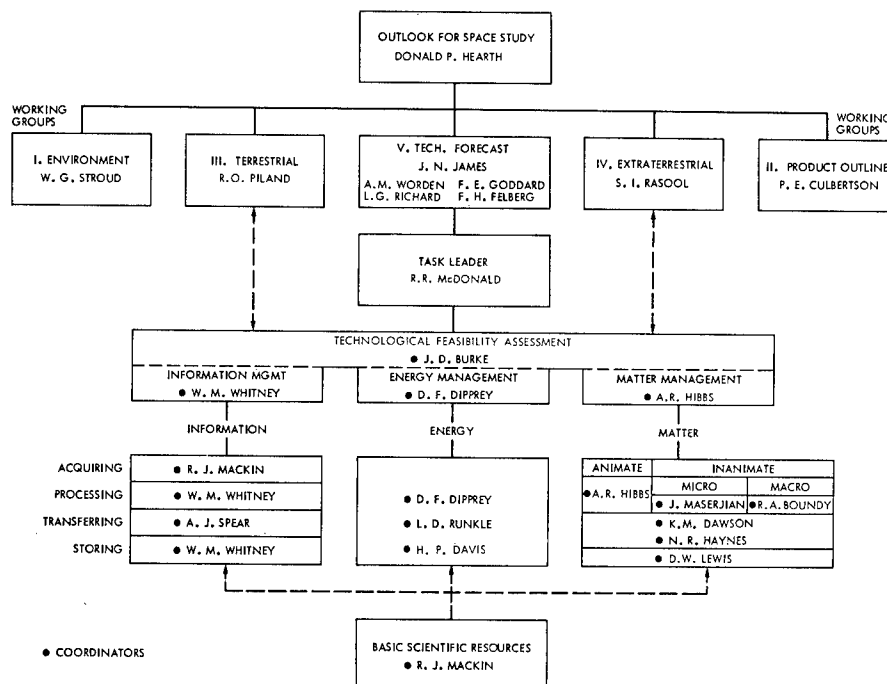 OUTLOOK FOR SPACE STUDY
DONALD P. HEARTH
WORKING
GROUPS
WORKING
GROUPS
I. ENVIRONMENT
W. G. STROUD
III. TERRESTRIAL
R.O. PILAND
V. TECH. FORECAST
J. N. JAMES
A.M. WORDEN F. E. GODDARD
L.G. RICHARD F. H. FELBERG
IV. EXTRATERRESTRIAL
S. I. RASOOL
II. PRODUCT OUTLINE
P. E. CULBERTSON
TASK LEADER
R.R. McDONALD
TECHNOLOGICAL FEASIBILITY ASSESSMENT
● J. D. BURKE
INFORMATION MGMT
● W. M. WHITNEY
ENERGY MANAGEMENT
● D. F. DIPPREY
MATTER MANAGEMENT
● A.R. HIBBS
INFORMATION
ENERGY
MATTER
ACQUIRING
● R. J. MACKIN
PROCESSING
● W. M. WHITNEY
TRANSFERRING
● A. J. SPEAR
STORING
● W. M. WHITNEY
● D. F. DIPPREY
● L. D. RUNKLE
● H. P. DAVIS
ANIMATE
INANIMATE
● A.R. HIBBS
MICRO
MACRO
● J. MASERJIAN
● R.A. BOUNDY
● K.M. DAWSON
● N. R. HAYNES
● D.W. LEWIS
● COORDINATORS
BASIC SCIENTIFIC RESOURCES
● R. J. MACKIN